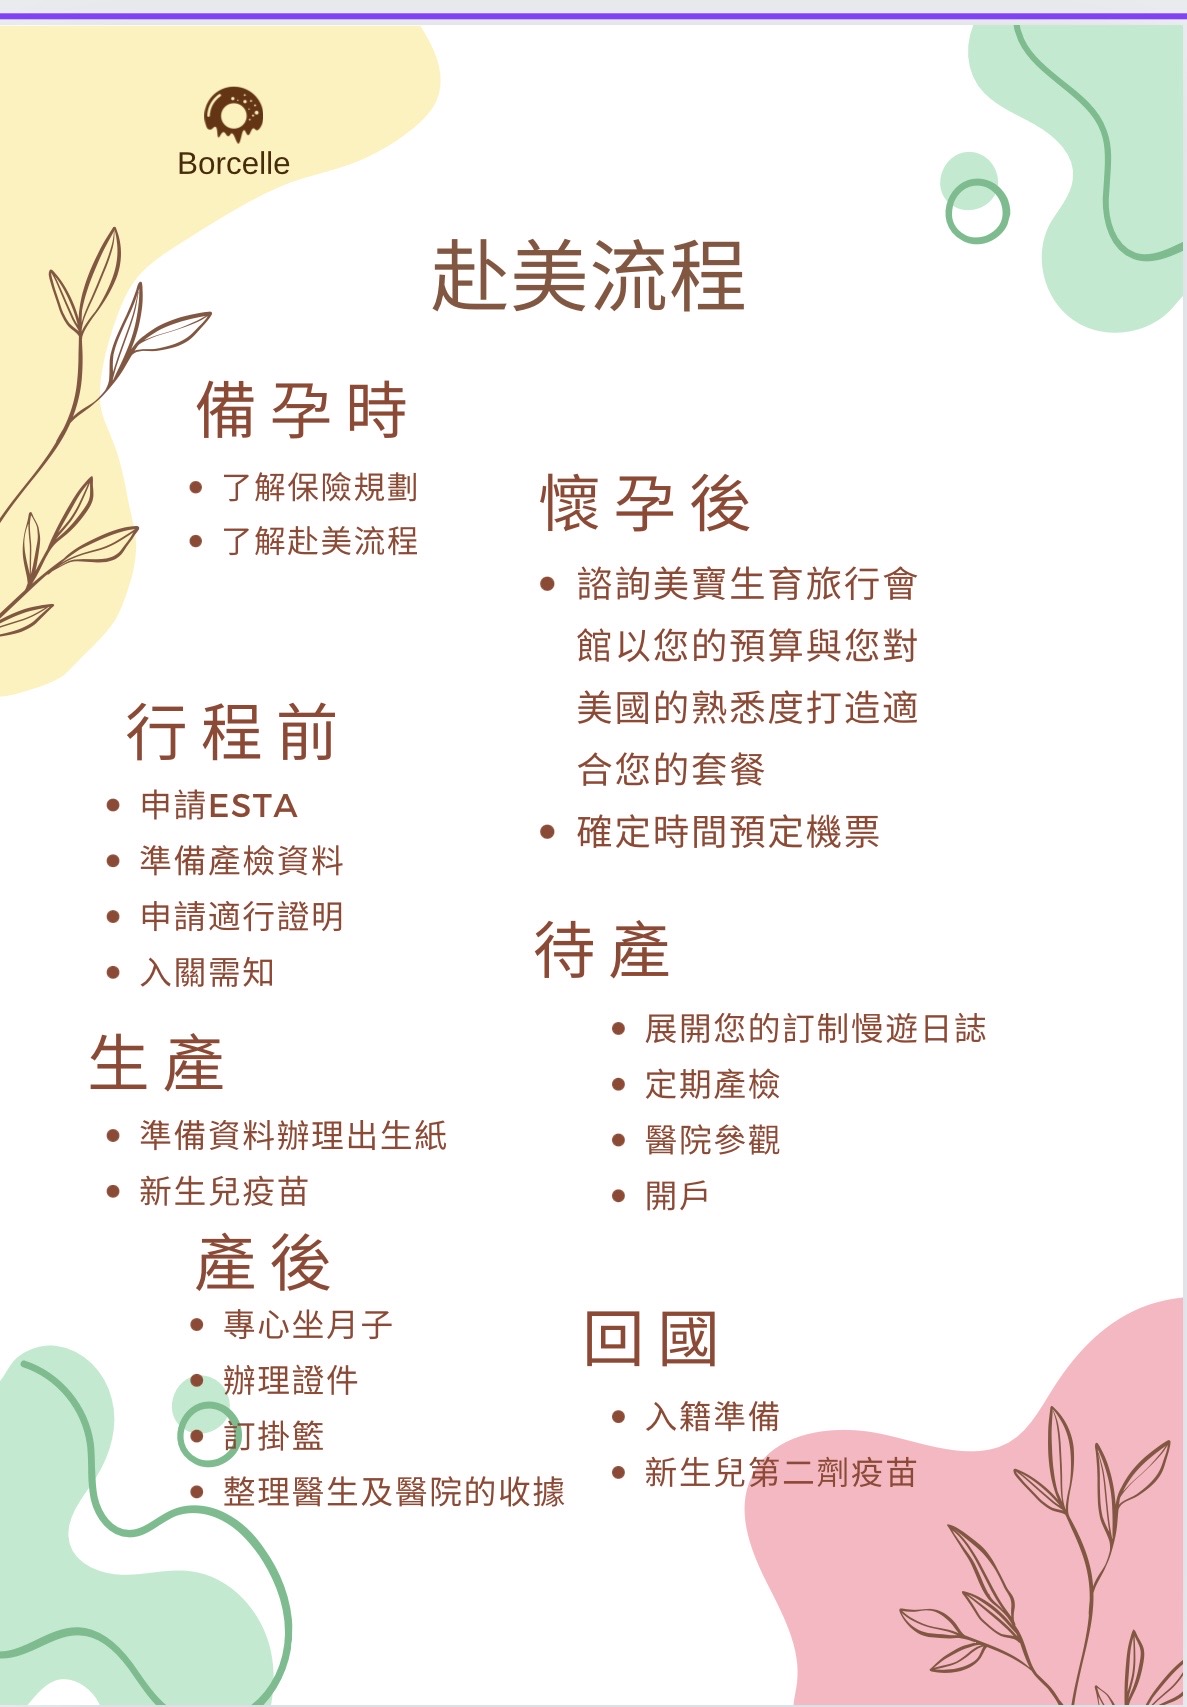 Borcelle
赴美流程
備孕時
了解保險規劃
了解赴美流程
懷孕後
諮詢美寶生育旅行會
館以您的預算與您對
美國的熟悉度打造適
合您的套餐
確定時間預定機票
行程前
申請ESTA
準備產檢資料
申請適行證明
入關需知
待產
展開您的訂制慢遊日誌
定期產檢
醫院參觀
開戶
生產
準備資料辦理出生紙
新生兒疫苗
產後
專心坐月子
辦理證件
訂掛籃
整理醫生及醫院的收據
回國
入籍準備
新生兒第二劑疫苗